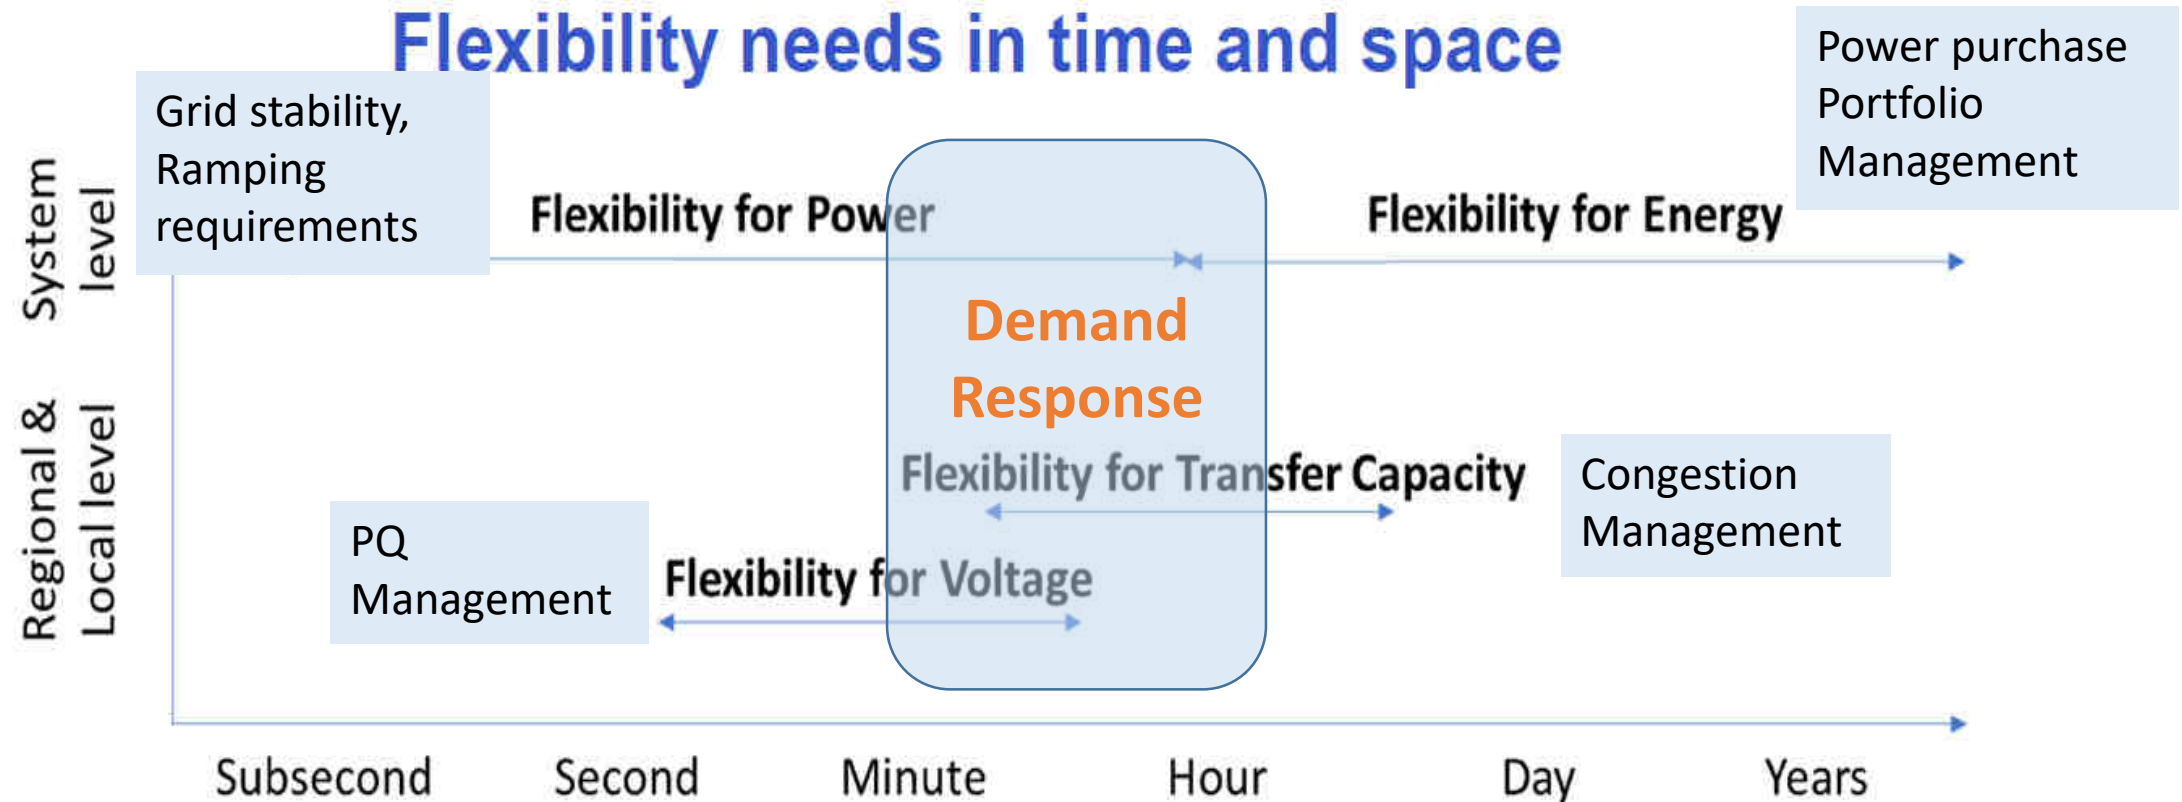 Flexibility needs in time and space
Grid stability,
Ramping
requirements
Power purchase
Portfolio
Management
System
level
Flexibility for Power
Flexibility for Energy
Demand
Response
Regional &
Local level
Flexibility for Transfer Capacity
Congestion
Management
PQ
Management
Flexibility for Voltage
Subsecond
Second
Minute
Hour
Day
Years